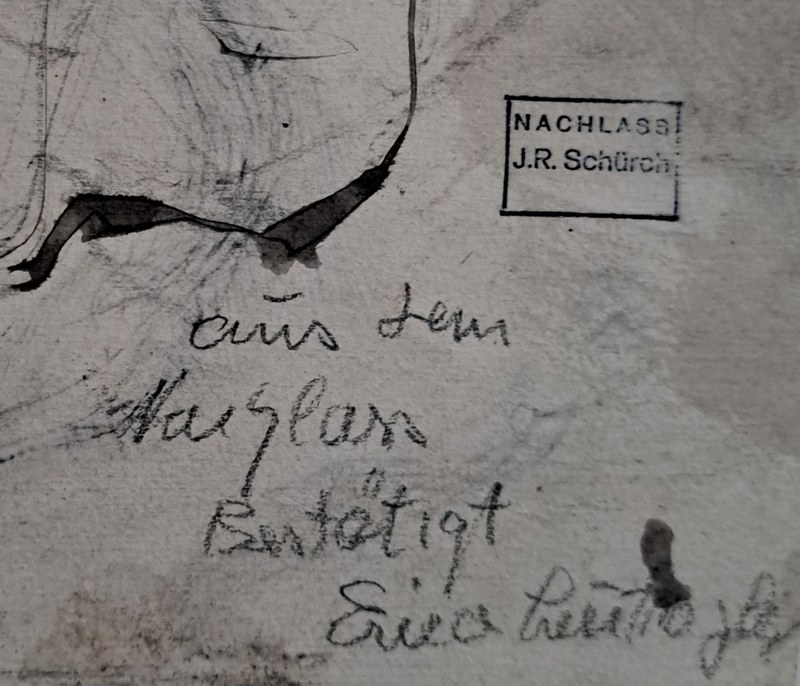 NACHLASS
J.R. Schürch
aus dem
Nachlass
Bestätigt
Erica